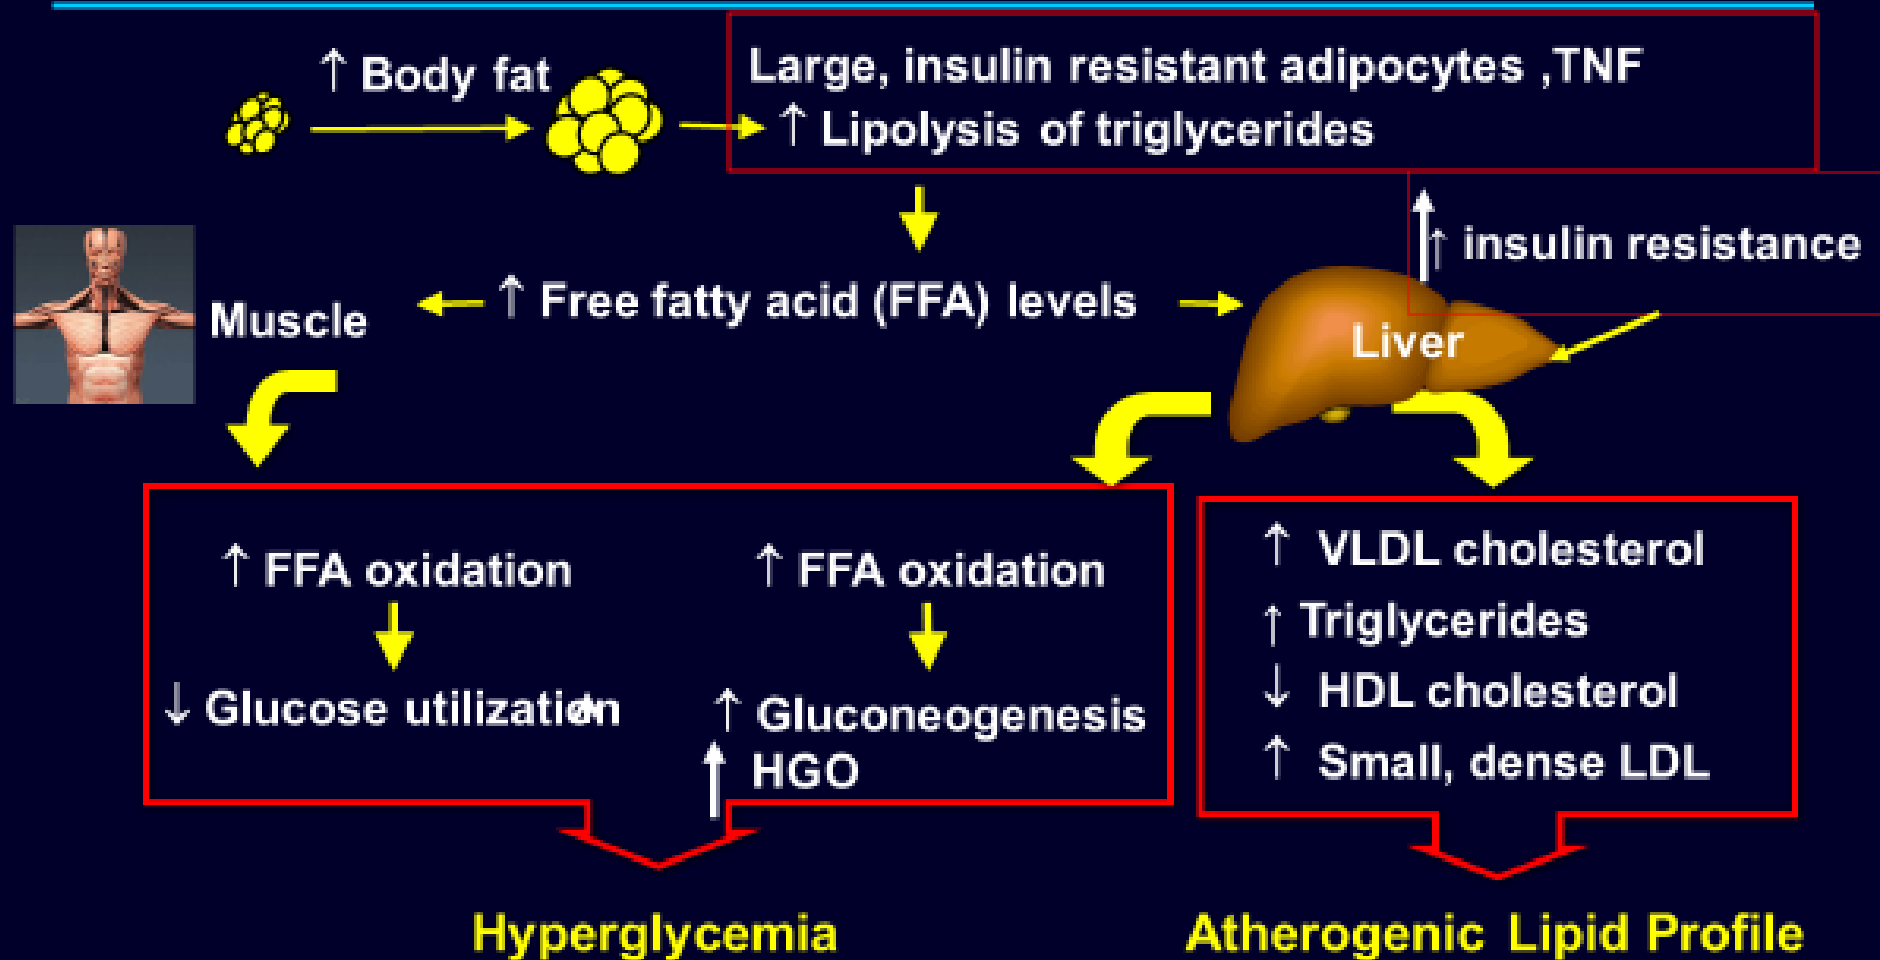 ↑ Body fat
Large, insulin resistant adipocytes ,TNF
↑ Lipolysis of triglycerides
↑ insulin resistance
Muscle
↑ Free fatty acid (FFA) levels
Liver
↑ FFA oxidation
↓ Glucose utilization
↑ FFA oxidation
↑ Gluconeogenesis
HGO
↑ VLDL cholesterol
↑ Triglycerides
↓ HDL cholesterol
↑ Small, dense LDL
Hyperglycemia
Atherogenic Lipid Profile